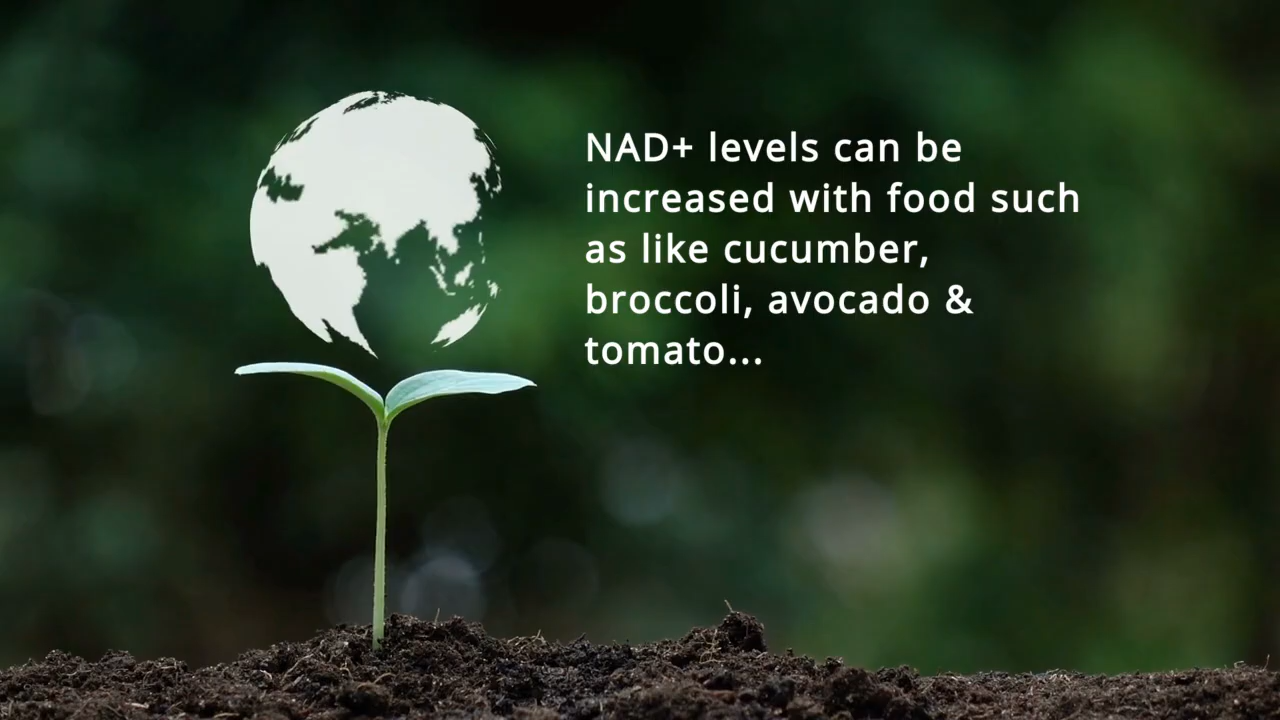 NAD+ levels can be
increased with food such
as like cucumber,
broccoli, avocado &
tomato...